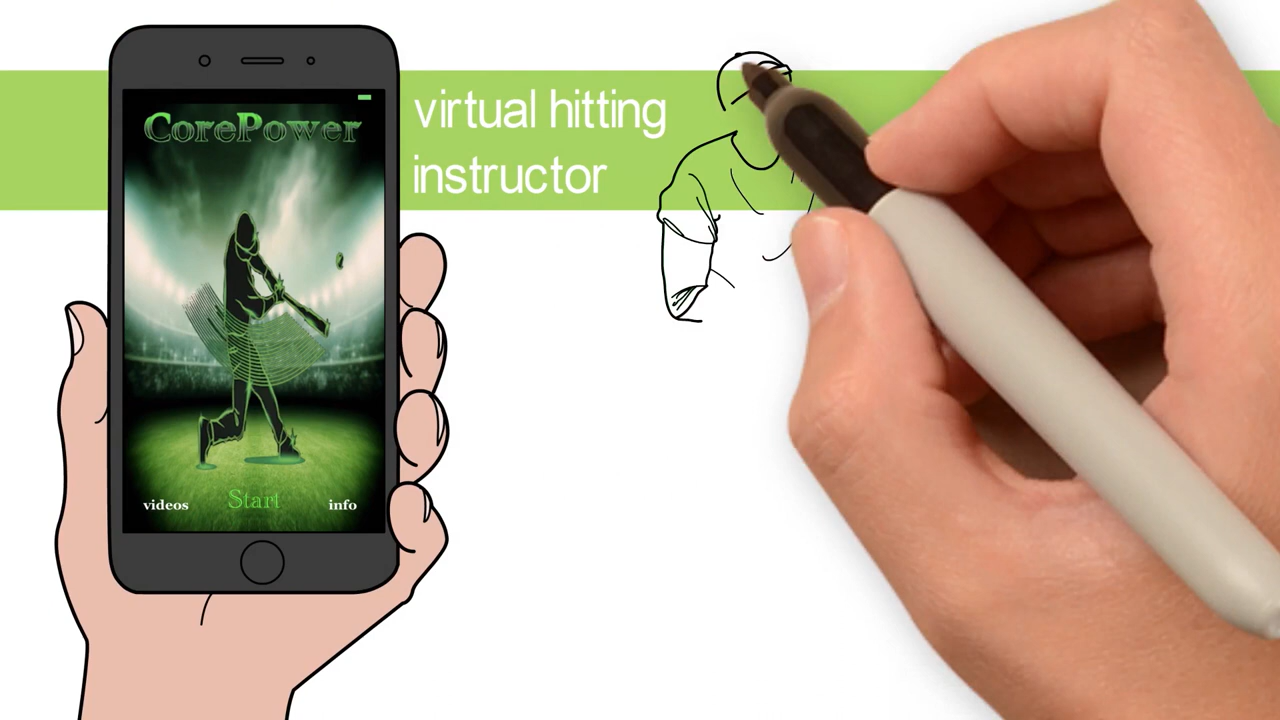 CorePower
virtual hitting
instructor
videos
Start
info